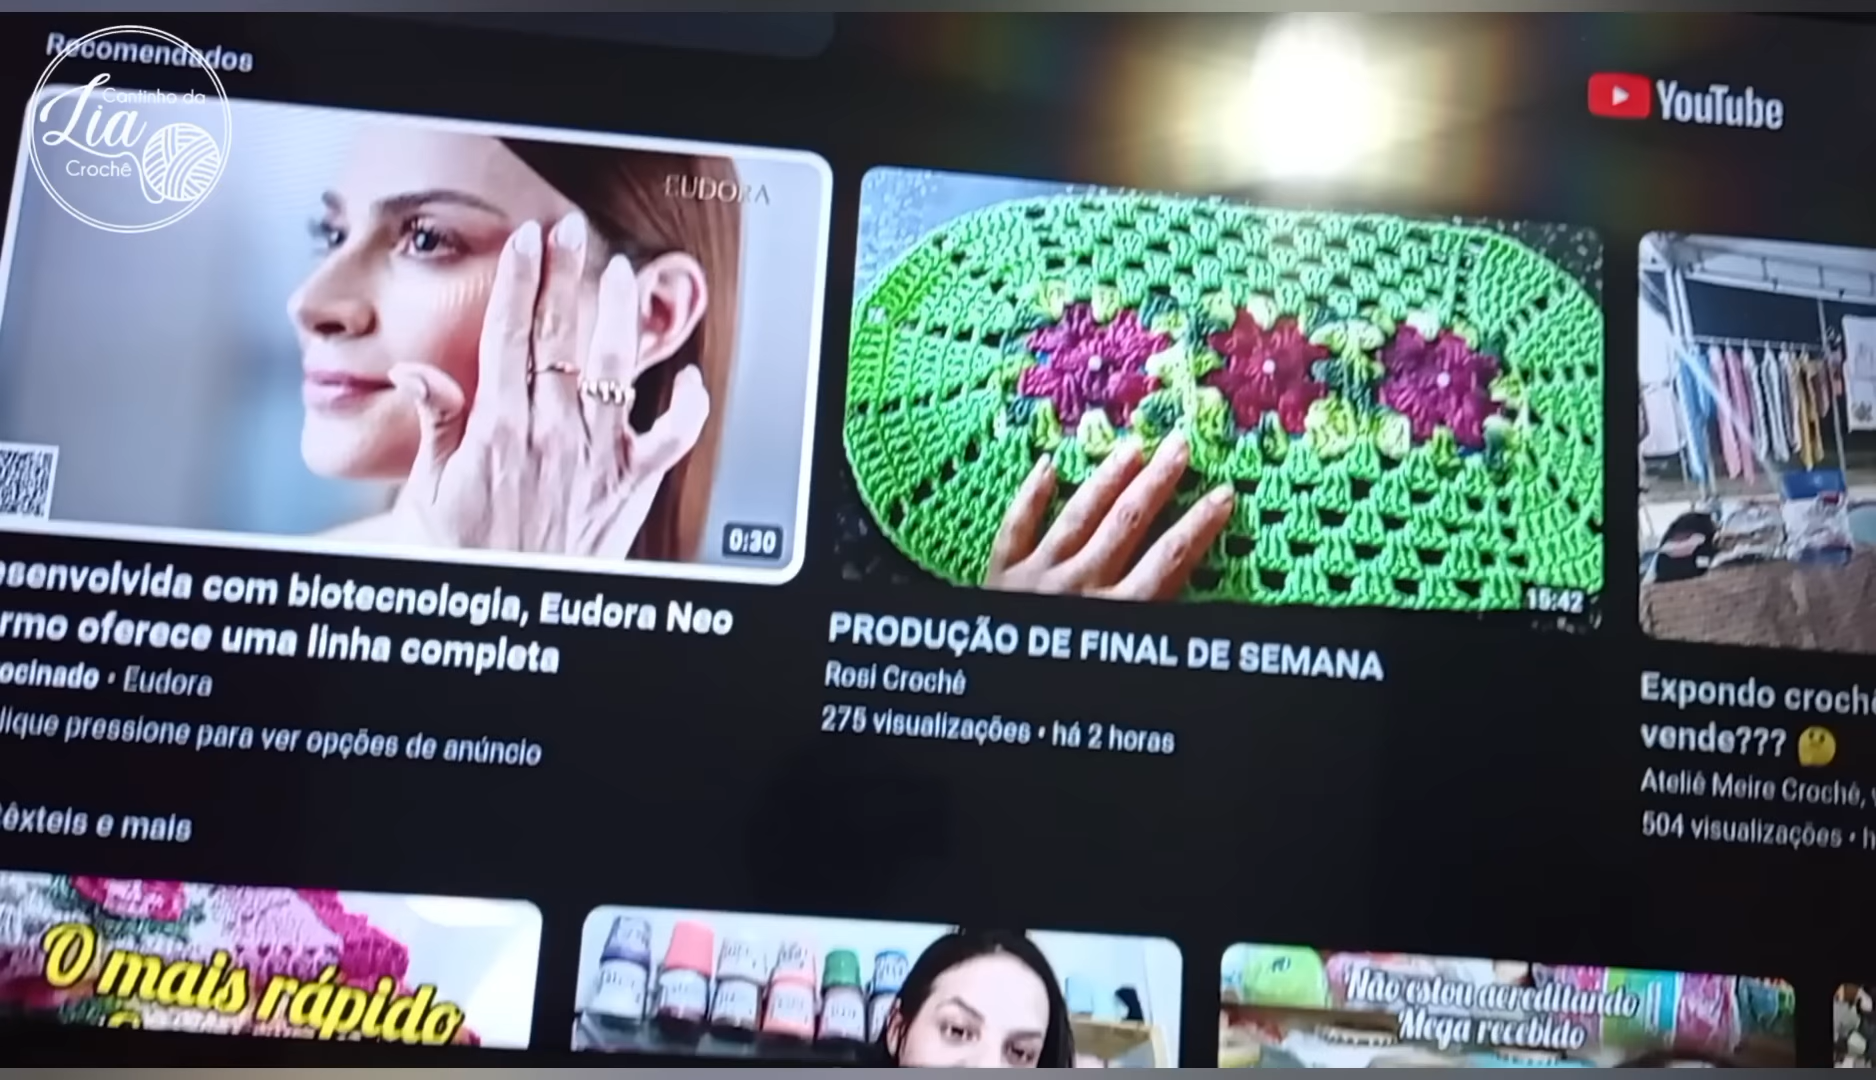 Recomendados
Cantinho da
Lia
Crochê
YouTube
EUDORA
0:30
esenvolvida com biotecnologia, Eudora Neo
rmo oferece uma linha completa
ocinado • Eudora
lique pressione para ver opções de anúncio
15:42
PRODUÇÃO DE FINAL DE SEMANA
Rosi Crochê
275 visualizações • há 2 horas
Expondo croch
vende??? 🤔
Ateliê Meire Crochê,
504 visualizações • h
êxteis e mais
O mais rápido
Não estou acreditando
Mega recebido